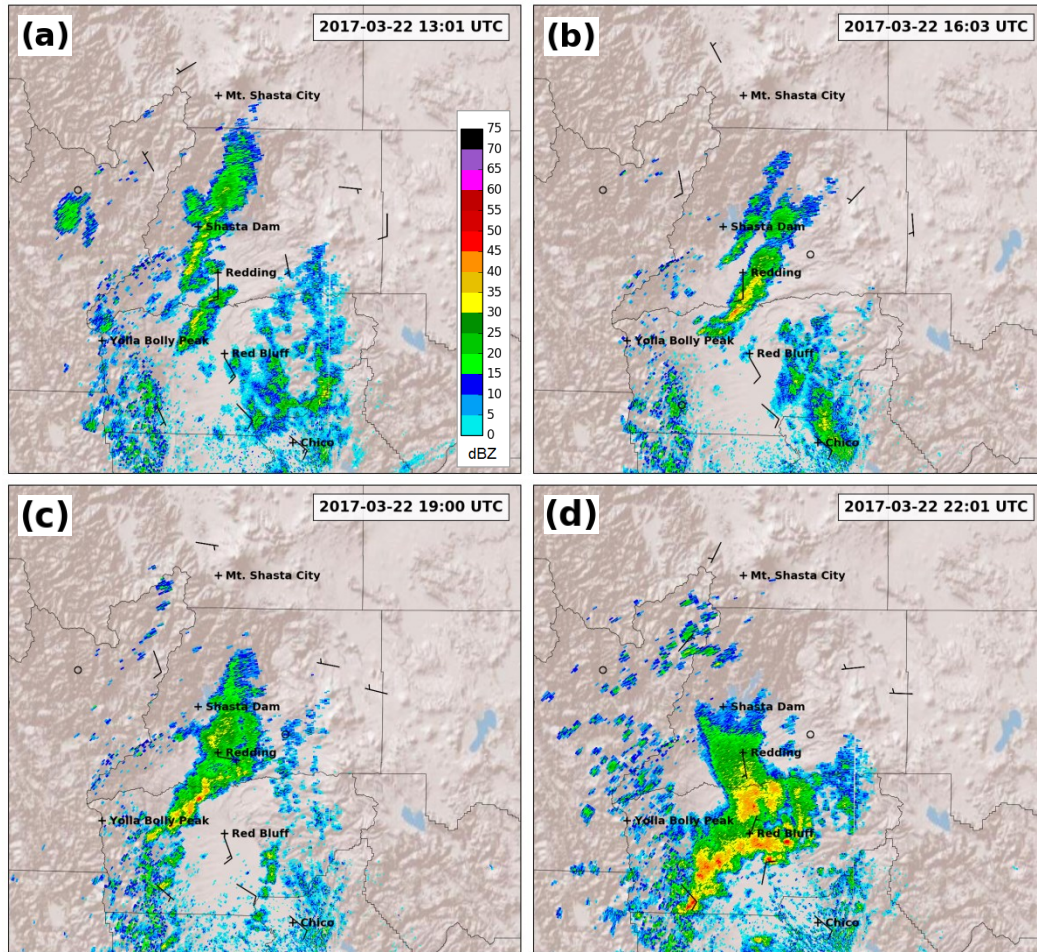 (a)
2017-03-22 13:01 UTC
+ Mt. Shasta City
75
70
65
60
55
50
45
40
35
30
25
20
15
10
5
0
dBZ
+ Shasta Dam
+ Redding
+ Yolla Bolly Peak
+ Red Bluff
+ Chico
(b)
2017-03-22 16:03 UTC
+ Mt. Shasta City
+ Shasta Dam
+ Redding
+ Yolla Bolly Peak
+ Red Bluff
+ Chico
(c)
2017-03-22 19:00 UTC
+ Mt. Shasta City
+ Shasta Dam
+ Redding
+ Yolla Bolly Peak
+ Red Bluff
+ Chico
(d)
2017-03-22 22:01 UTC
+ Mt. Shasta City
+ Shasta Dam
+ Redding
+ Yolla Bolly Peak
+ Red Bluff
+ Chico